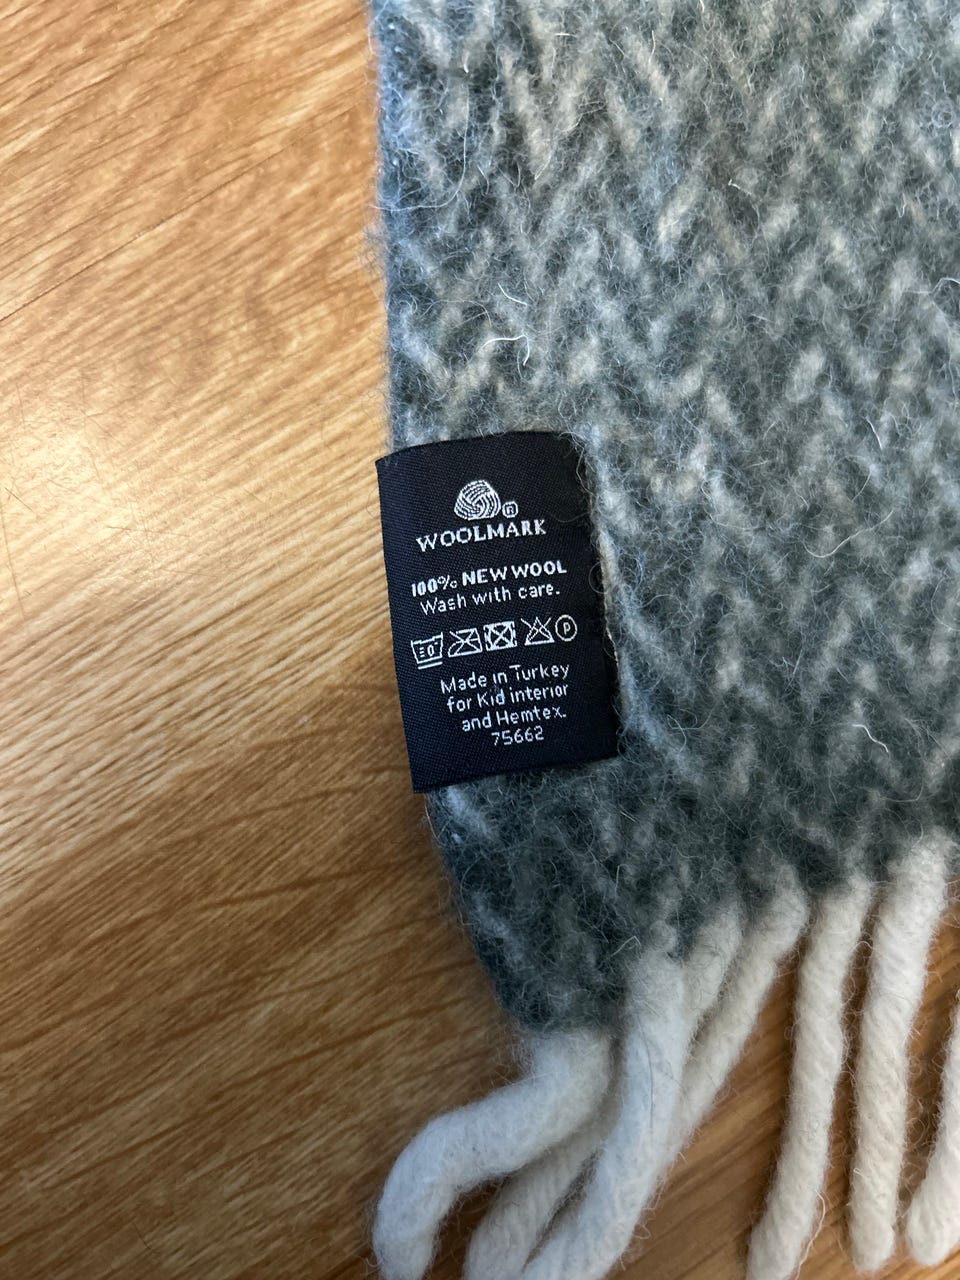 WOOLMARK
100% NEW WOOL
Wash with care.
P
Made in Turkey
for Kid interior
and Hemtex.
75662